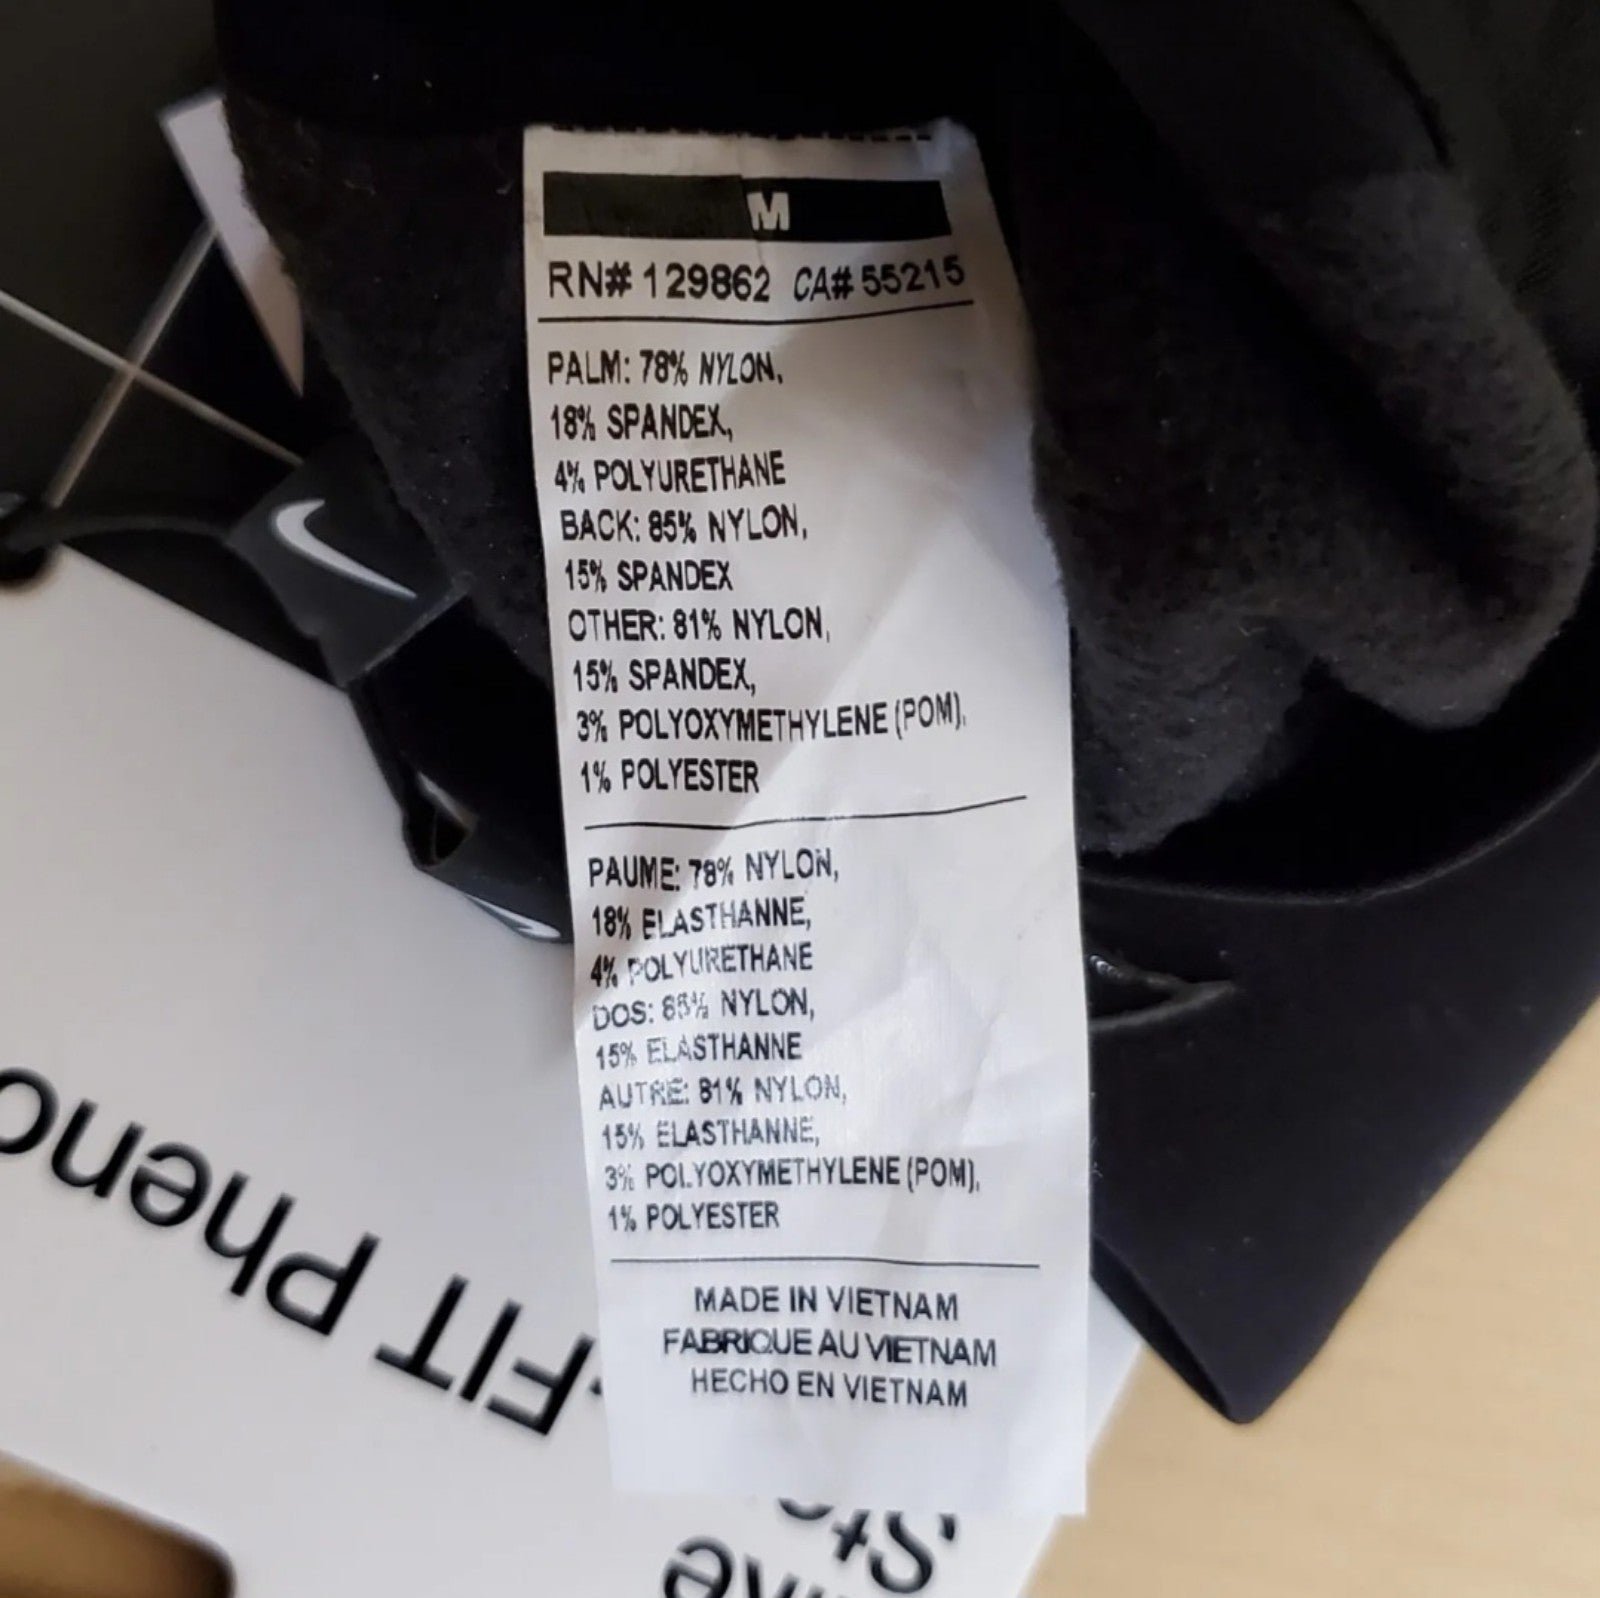 M
RN# 129862 CA# 55215
PALM: 78% NYLON,
18% SPANDEX,
4% POLYURETHANE
BACK: 85% NYLON,
15% SPANDEX
OTHER: 81% NYLON,
15% SPANDEX,
3% POLYOXYMETHYLENE (POM),
1% POLYESTER
PAUME: 78% NYLON,
18% ELASTHANNE,
4% POLYURETHANE
DOS: 85% NYLON,
15% ELASTHANNE
AUTRE: 81% NYLON,
15% ELASTHANNE,
3% POLYOXYMETHYLENE (POM),
1% POLYESTER
MADE IN VIETNAM
FABRIQUE AU VIETNAM
HECHO EN VIETNAM
-FIT Pheno